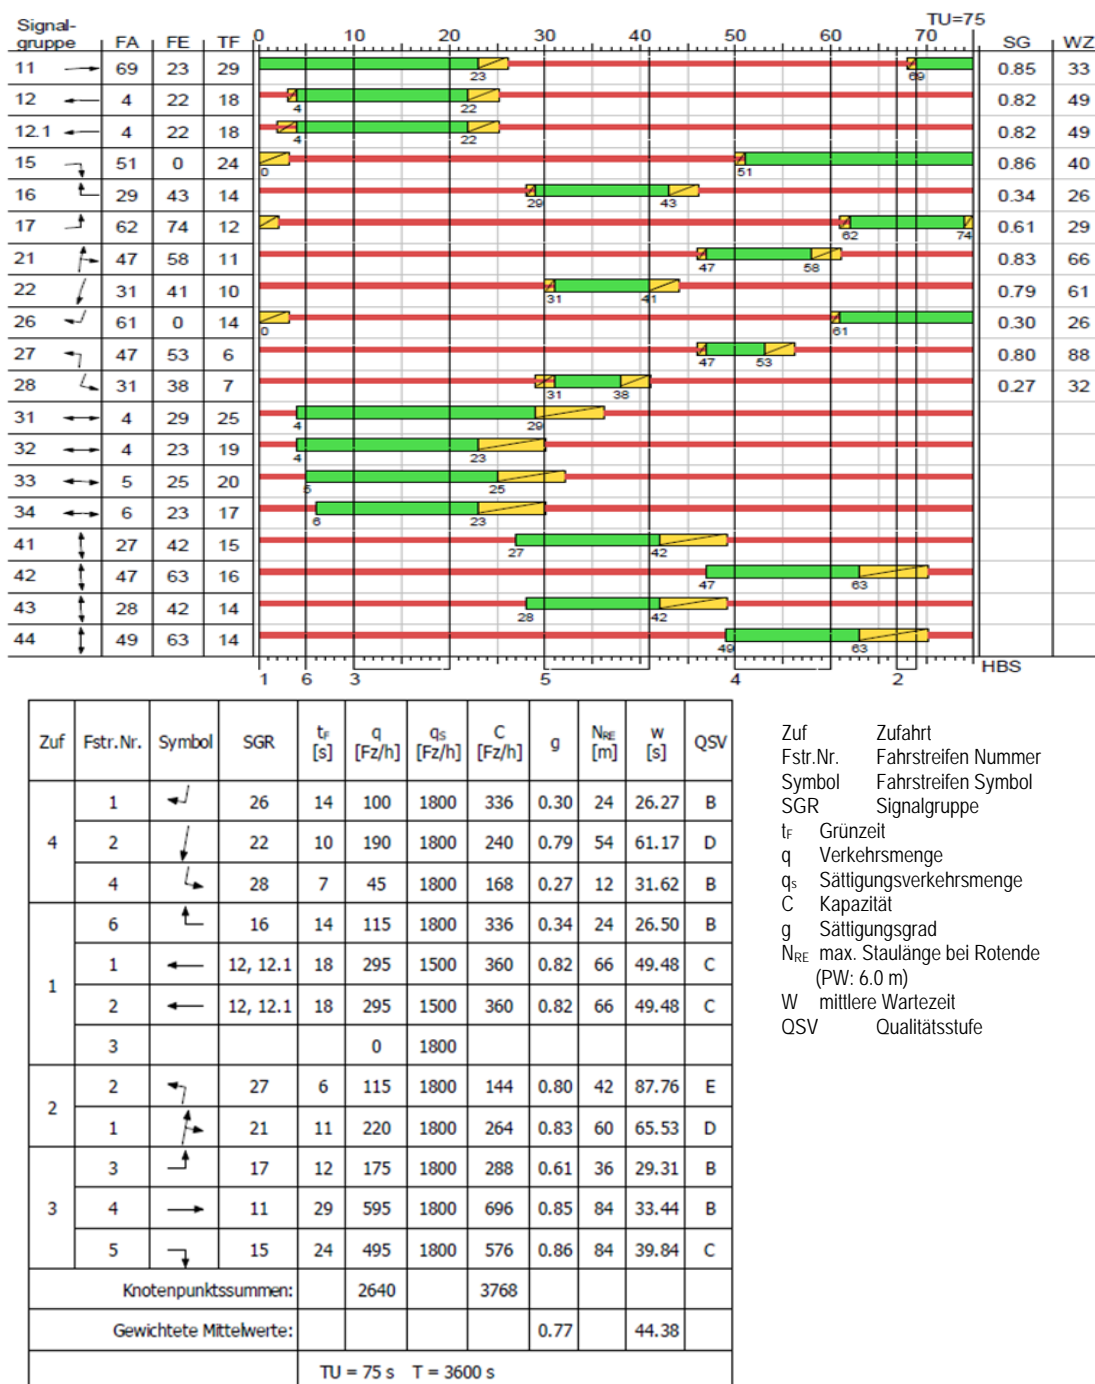 TU=75
Signal-
gruppe FA FE TF 0 10 20 30 40 50 60 70 SG WZ
11 69 23 29 23 69 0.85 33
12 4 22 18 4 22 0.82 49
12.1 4 22 18 4 22 0.82 49
15 51 0 24 0 51 0.86 40
16 29 43 14 29 43 0.34 26
17 62 74 12 62 74 0.61 29
21 47 58 11 47 58 0.83 66
22 31 41 10 31 41 0.79 61
26 61 0 14 0 61 0.30 26
27 47 53 6 47 53 0.80 88
28 31 38 7 31 38 0.27 32
31 4 29 25 4 29
32 4 23 19 4 23
33 5 25 20 5 25
34 6 23 17 6 23
41 27 42 15 27 42
42 47 63 16 47 63
43 28 42 14 28 42
44 49 63 14 49 63
1 6 3 5 4 2 HBS
Zuf Fstr.Nr. Symbol SGR tF [s] q [Fz/h] qs [Fz/h] C [Fz/h] g NRE [m] w [s] QSV
4 1 26 14 100 1800 336 0.30 24 26.27 B
2 22 10 190 1800 240 0.79 54 61.17 D
4 28 7 45 1800 168 0.27 12 31.62 B
1 6 16 14 115 1800 336 0.34 24 26.50 B
1 12, 12.1 18 295 1500 360 0.82 66 49.48 C
2 12, 12.1 18 295 1500 360 0.82 66 49.48 C
3 0 1800
2 2 27 6 115 1800 144 0.80 42 87.76 E
1 21 11 220 1800 264 0.83 60 65.53 D
3 3 17 12 175 1800 288 0.61 36 29.31 B
4 11 29 595 1800 696 0.85 84 33.44 B
5 15 24 495 1800 576 0.86 84 39.84 C
Knotenpunktssummen: 2640 3768
Gewichtete Mittelwerte: 0.77 44.38
TU = 75 s T = 3600 s
Zuf Zufahrt
Fstr.Nr. Fahrstreifen Nummer
Symbol Fahrstreifen Symbol
SGR Signalgruppe
tF Grünzeit
q Verkehrsmenge
qs Sättigungsverkehrsmenge
C Kapazität
g Sättigungsgrad
NRE max. Staulänge bei Rotende
(PW: 6.0 m)
W mittlere Wartezeit
QSV Qualitätsstufe